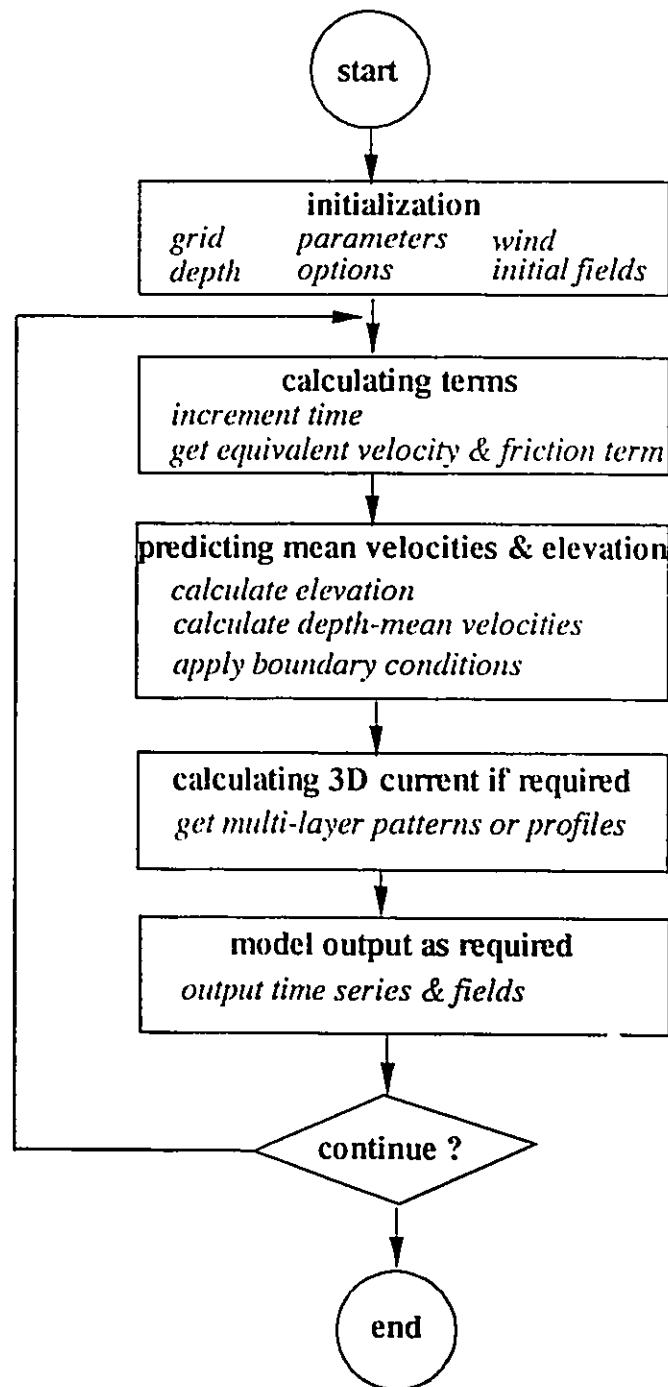 start
initialization
grid parameters wind
depth options initial fields
calculating terms
increment time
get equivalent velocity & friction term
predicting mean velocities & elevation
calculate elevation
calculate depth-mean velocities
apply boundary conditions
calculating 3D current if required
get multi-layer patterns or profiles
model output as required
output time series & fields
continue ?
end